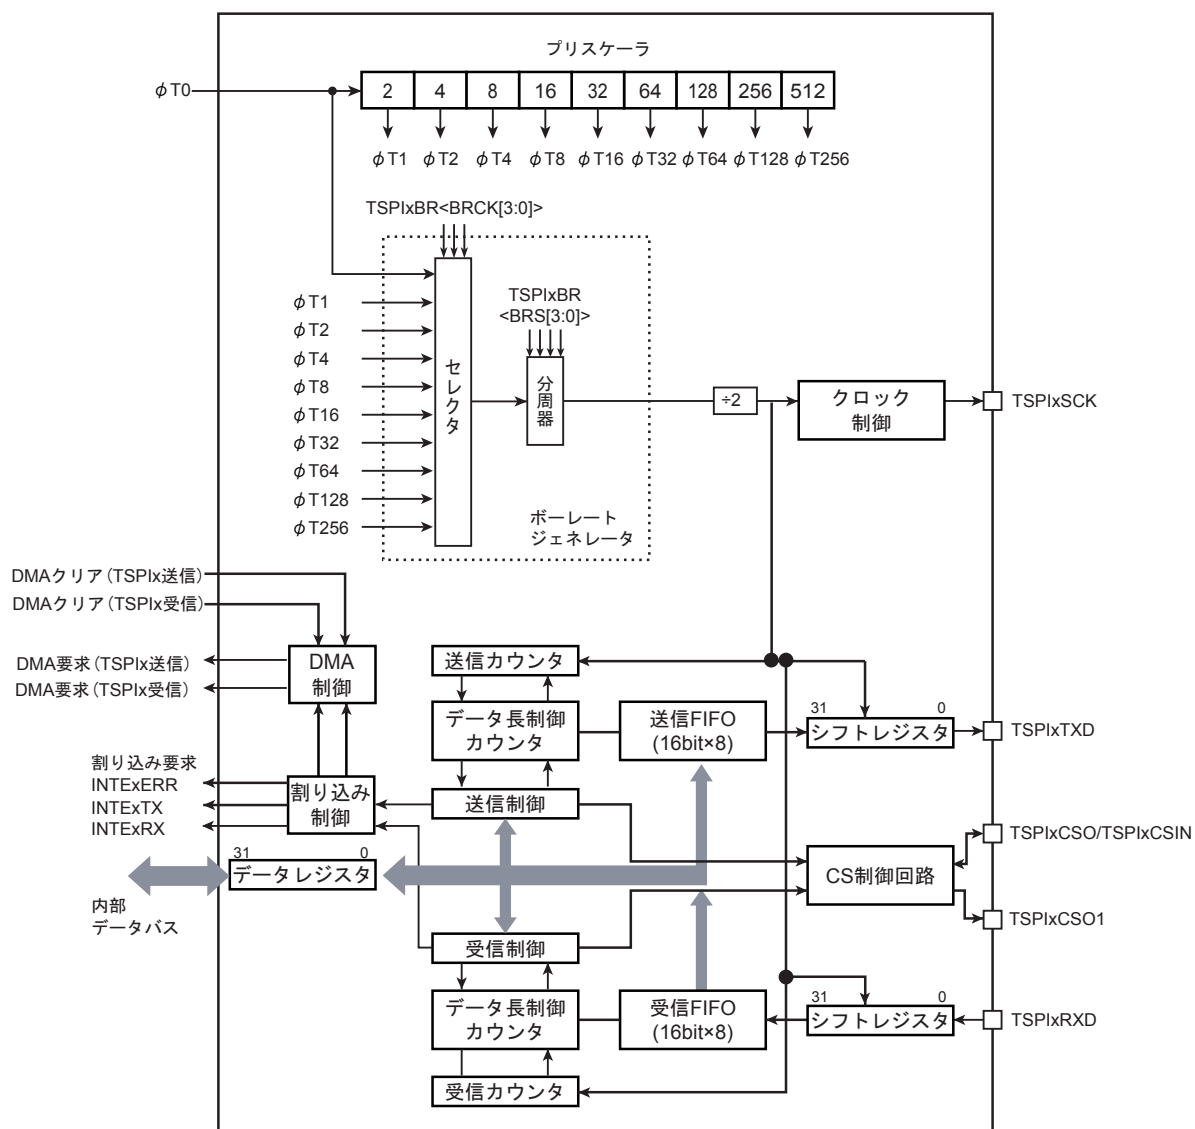 プリスケーラ
φT0
2 4 8 16 32 64 128 256 512
φT1 φT2 φT4 φT8 φT16 φT32 φT64 φT128 φT256
TSPIxBR<BRCK[3:0]>
φT1
φT2
φT4
φT8
φT16
φT32
φT64
φT128
φT256
セレクタ
TSPIxBR
<BRS[3:0]>
分周器
ボーレート
ジェネレータ
÷2
クロック
制御
TSPIxSCK
DMAクリア(TSPIx送信)
DMAクリア(TSPIx受信)
DMA要求(TSPIx送信)
DMA要求(TSPIx受信)
DMA
制御
送信カウンタ
データ長制御
カウンタ
送信FIFO
(16bit×8)
31 0
シフトレジスタ
TSPIxTXD
割り込み要求
INTExERR
INTExTX
INTExRX
割り込み
制御
送信制御
31 0
データレジスタ
内部
データバス
CS制御回路
TSPIxCSO/TSPIxCSIN
TSPIxCSO1
受信制御
データ長制御
カウンタ
受信FIFO
(16bit×8)
31 0
シフトレジスタ
TSPIxRXD
受信カウンタ